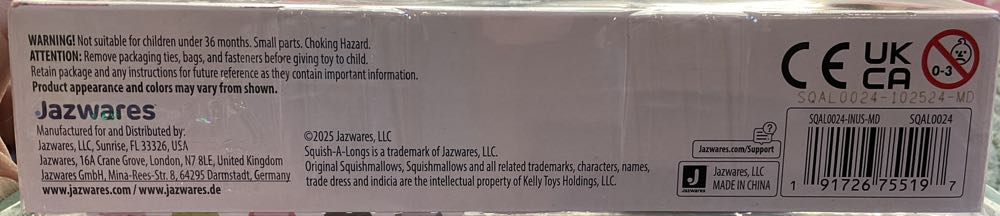 WARNING! Not suitable for children under 36 months. Small parts. Choking Hazard.
ATTENTION: Remove packaging ties, bags, and fasteners before giving toy to child.
Retain package and any instructions for future reference as they contain important information.
Product appearance and colors may vary from shown.
Jazwares
Manufactured for and Distributed by:
Jazwares, LLC, Sunrise, FL 33326, USA
Jazwares, 16A Crane Grove, London, N7 8LE, United Kingdom
Jazwares GmbH, Mina-Rees-Str. 8, 64295 Darmstadt, Germany
www.jazwares.com / www.jazwares.de
©2025 Jazwares, LLC
Squish-A-Longs is a trademark of Jazwares, LLC.
Original Squishmallows, Squishmallows and all related trademarks, characters, names,
trade dress and indicia are the intellectual property of Kelly Toys Holdings, LLC.
?
Jazwares.com/Support
J
Jazwares
Jazwares, LLC
MADE IN CHINA
CE
UK
CA
0-3
SQAL0024-102524-MD
SQAL0024-INUS-MD SQAL0024
1 91726 75519 7